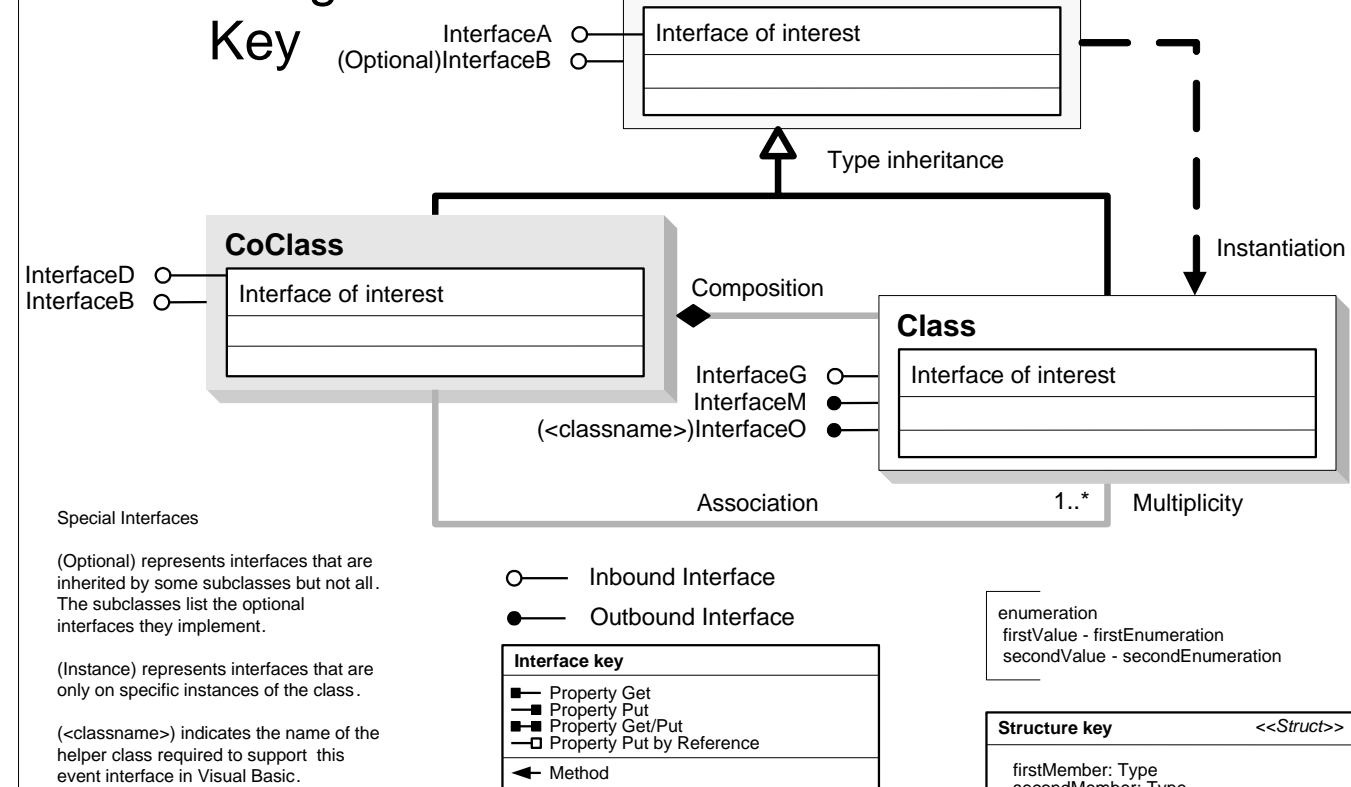 Key
InterfaceA
(Optional)InterfaceB
Interface of interest
Type inheritance
CoClass
InterfaceD
InterfaceB
Interface of interest
Composition
Instantiation
Class
InterfaceG
InterfaceM
(<classname>)InterfaceO
Interface of interest
Association
1..*
Multiplicity
Special Interfaces
(Optional) represents interfaces that are
inherited by some subclasses but not all.
The subclasses list the optional
interfaces they implement.
(Instance) represents interfaces that are
only on specific instances of the class.
(<classname>) indicates the name of the
helper class required to support this
event interface in Visual Basic.
Inbound Interface
Outbound Interface
Interface key
Property Get
Property Put
Property Get/Put
Property Put by Reference
Method
enumeration
firstValue - firstEnumeration
secondValue - secondEnumeration
Structure key <<Struct>>
firstMember: Type
secondMember: Type